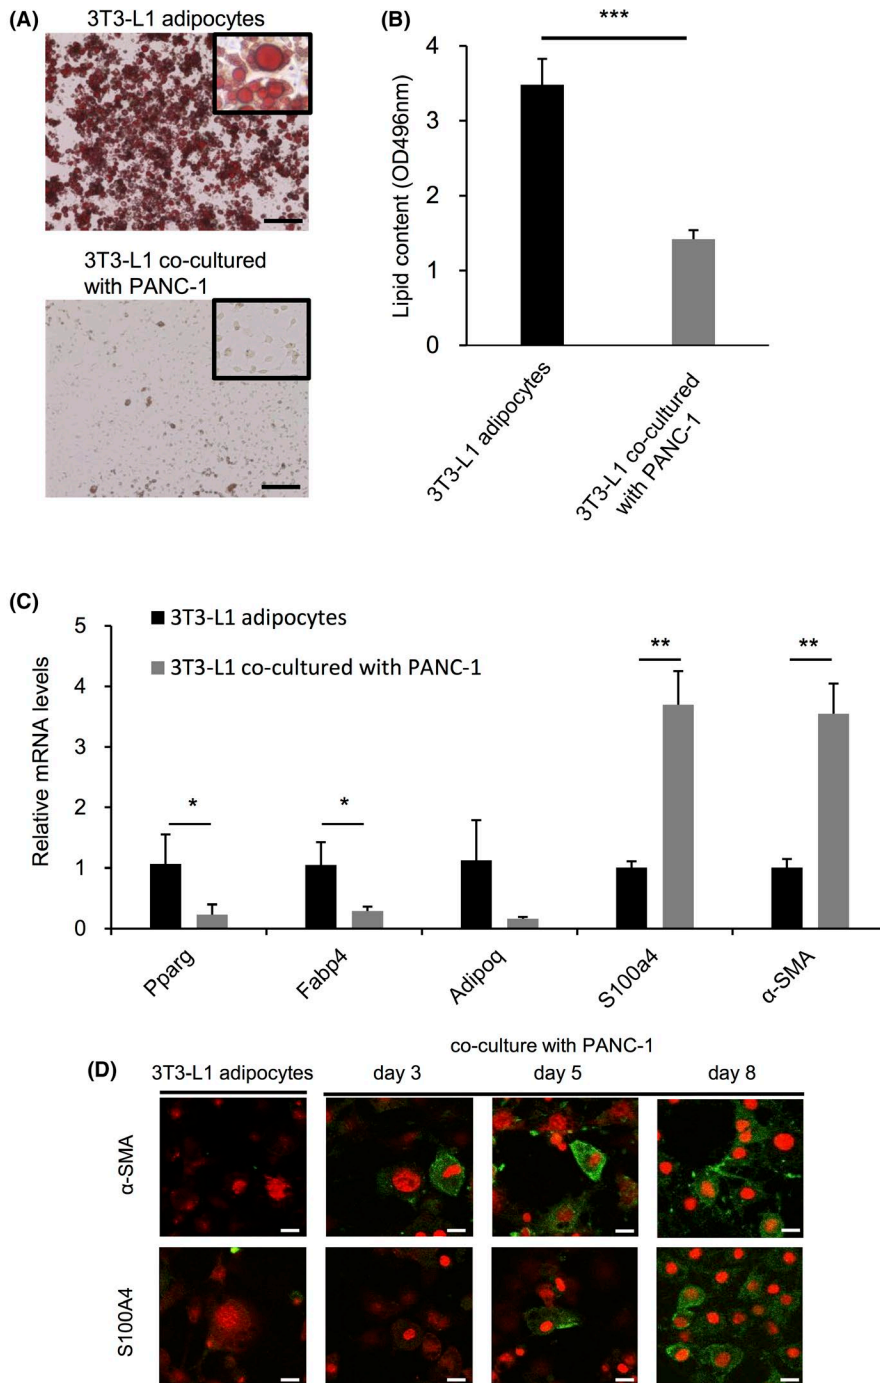 (A)
3T3-L1 adipocytes
3T3-L1 co-cultured
with PANC-1
(B)
***
4
3
2
1
0
Lipid content (OD496nm)
3T3-L1 adipocytes
3T3-L1 co-cultured
with PANC-1
(C)
3T3-L1 adipocytes
3T3-L1 co-cultured with PANC-1
5
4
3
2
1
0
Relative mRNA levels
*
*
**
**
Pparg
Fabp4
Adipoq
S100a4
α-SMA
(D)
co-culture with PANC-1
3T3-L1 adipocytes
day 3
day 5
day 8
α-SMA
S100A4